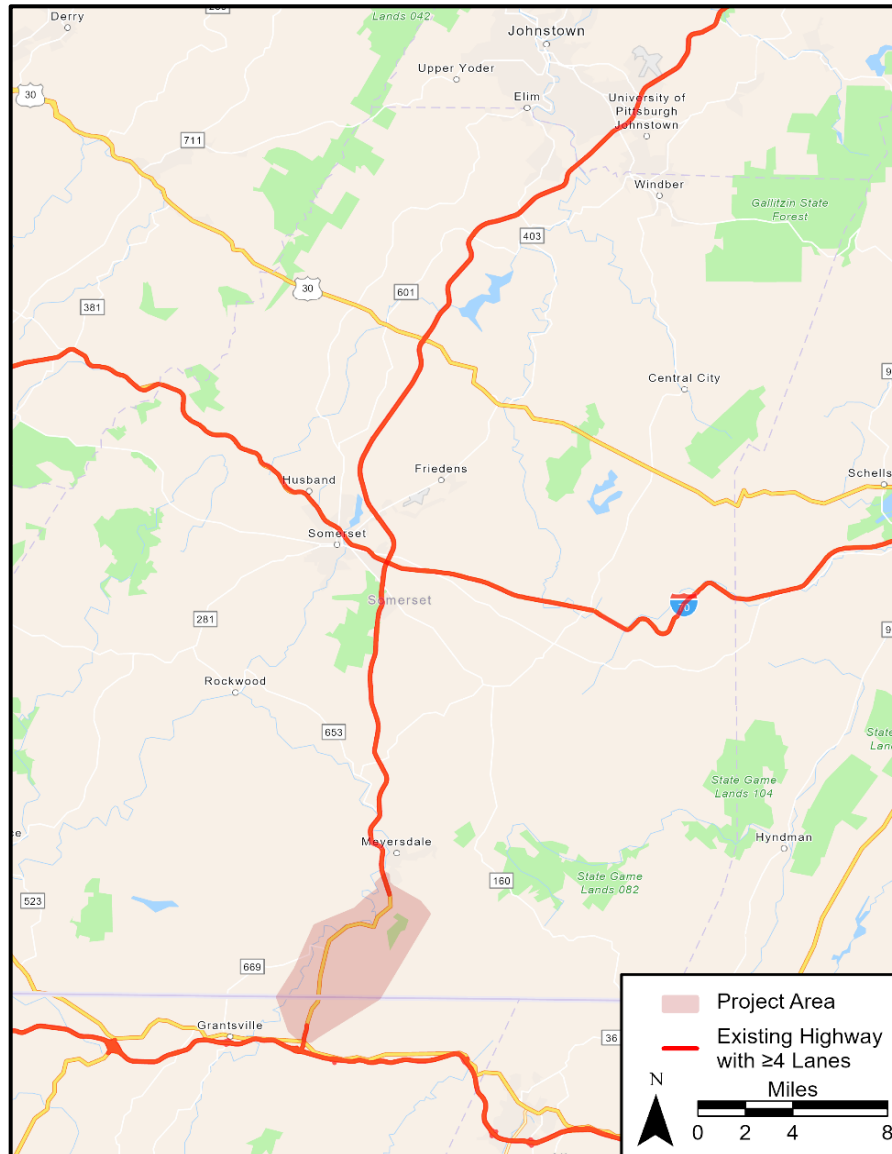 Derry
Lands 042
Johnstown
Upper Yoder
30
Elim
University of
Pittsburgh
Johnstown
711
Windber
Gallitzin State
Forest
403
30
601
381
Central City
Friedens
Schells
Husband
Somerset
Somerset
70
281
9
Rockwood
653
State Game
Lands 104
Meyersdale
Hyndman
State Game
Lands 082
160
523
669
Grantsville
36
Project Area
Existing Highway
with ≥4 Lanes
N
Miles
0 2 4 8